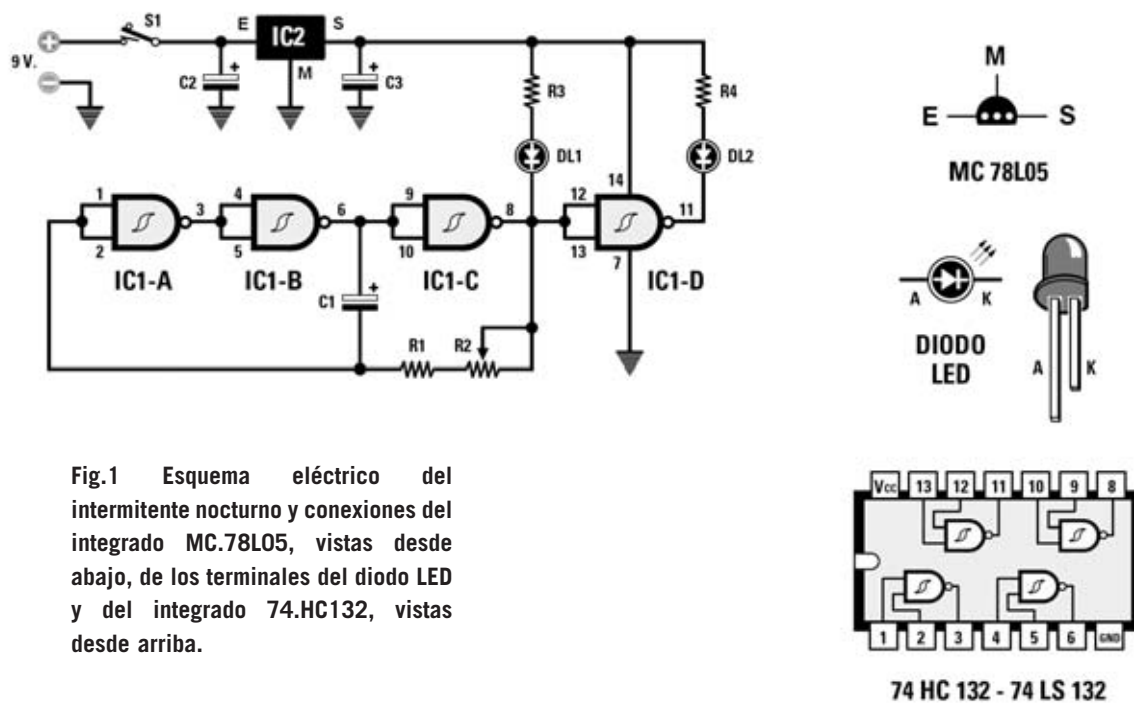 S1
E
IC2
S
9 V.
M
C2
C3
R3
R4
DL1
DL2
1
2
3
4
5
6
9
10
8
12
13
14
7
11
IC1-A
IC1-B
IC1-C
IC1-D
C1
R1
R2
M
E
S
MC 78L05
A
K
DIODO
LED
A
K
Fig.1 Esquema eléctrico del
intermitente nocturno y conexiones del
integrado MC.78L05, vistas desde
abajo, de los terminales del diodo LED
y del integrado 74.HC132, vistas
desde arriba.
Vcc 13 12 11 10 9 8
1 2 3 4 5 6 GND
74 HC 132 - 74 LS 132